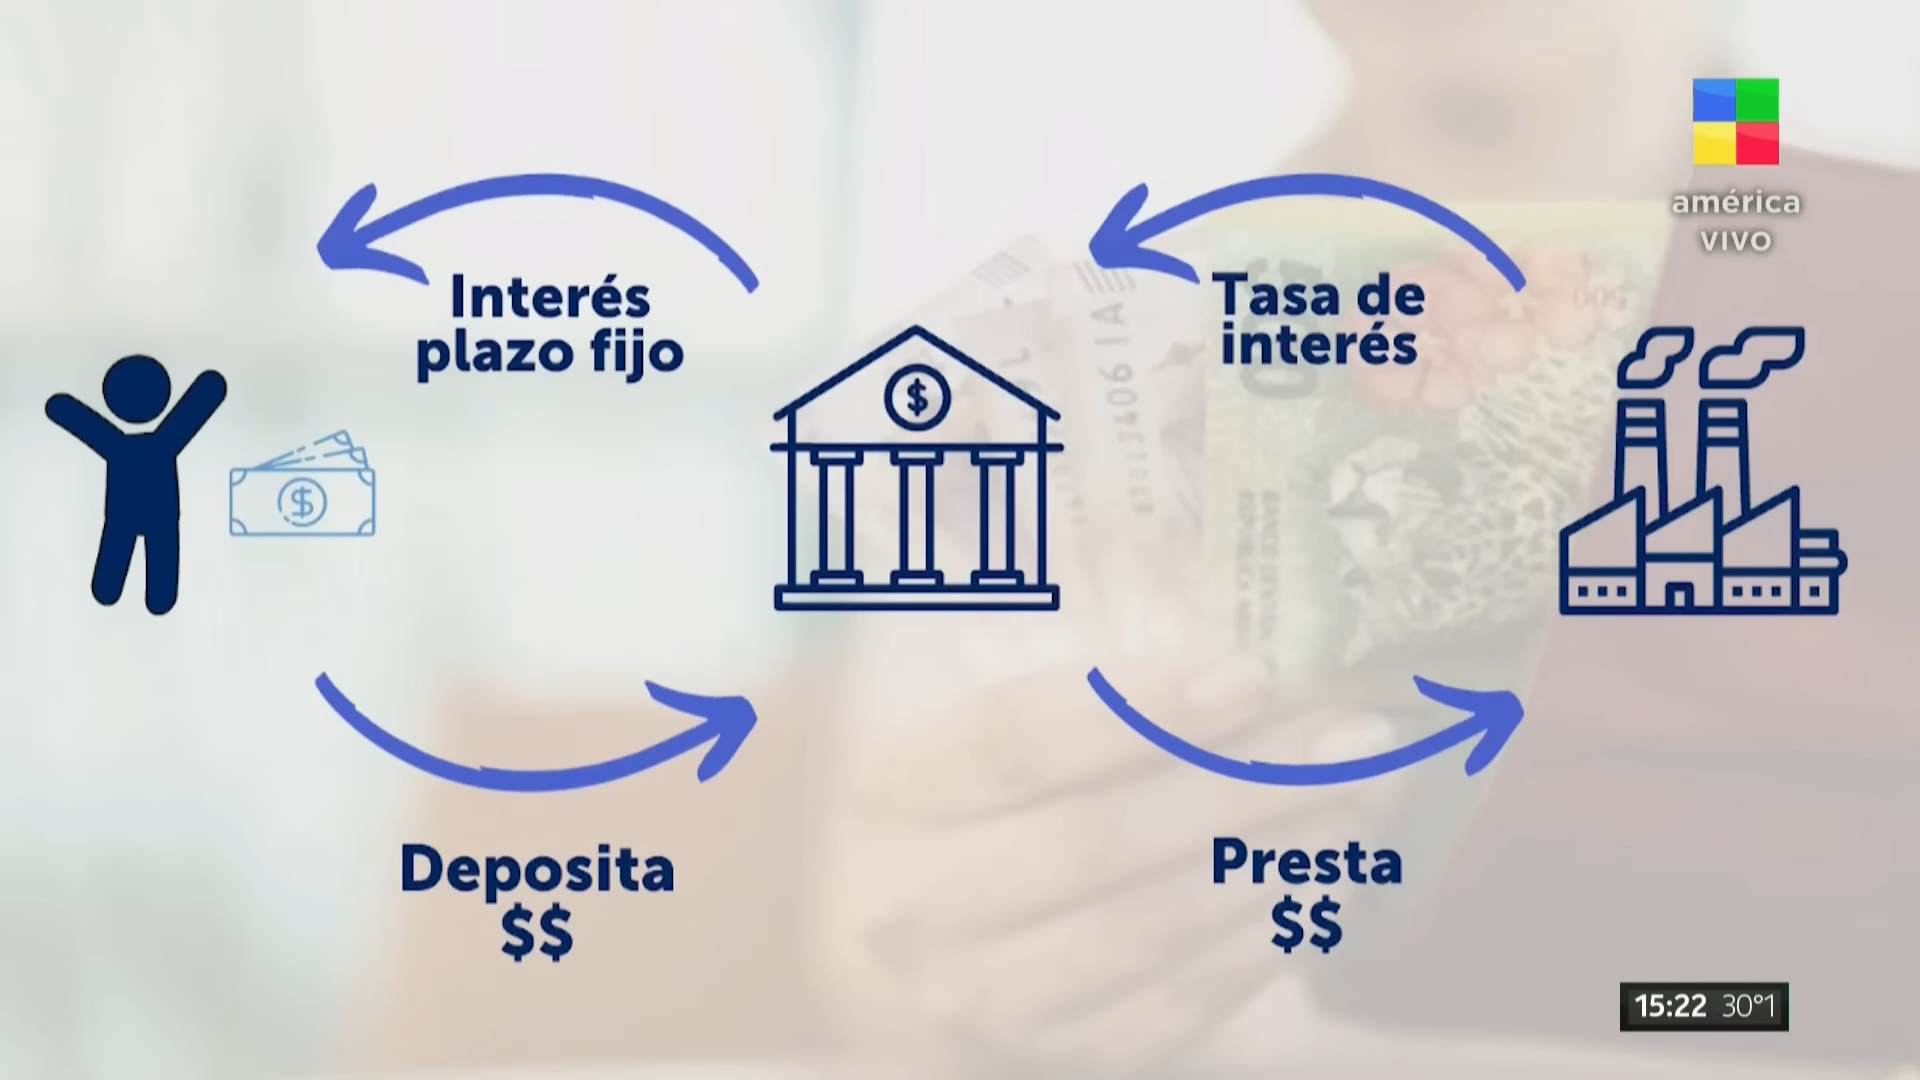 américa
VIVO
Interés
plazo fijo
Tasa de
interés
$
$
Deposita
$$
Presta
$$
15:22 30°1